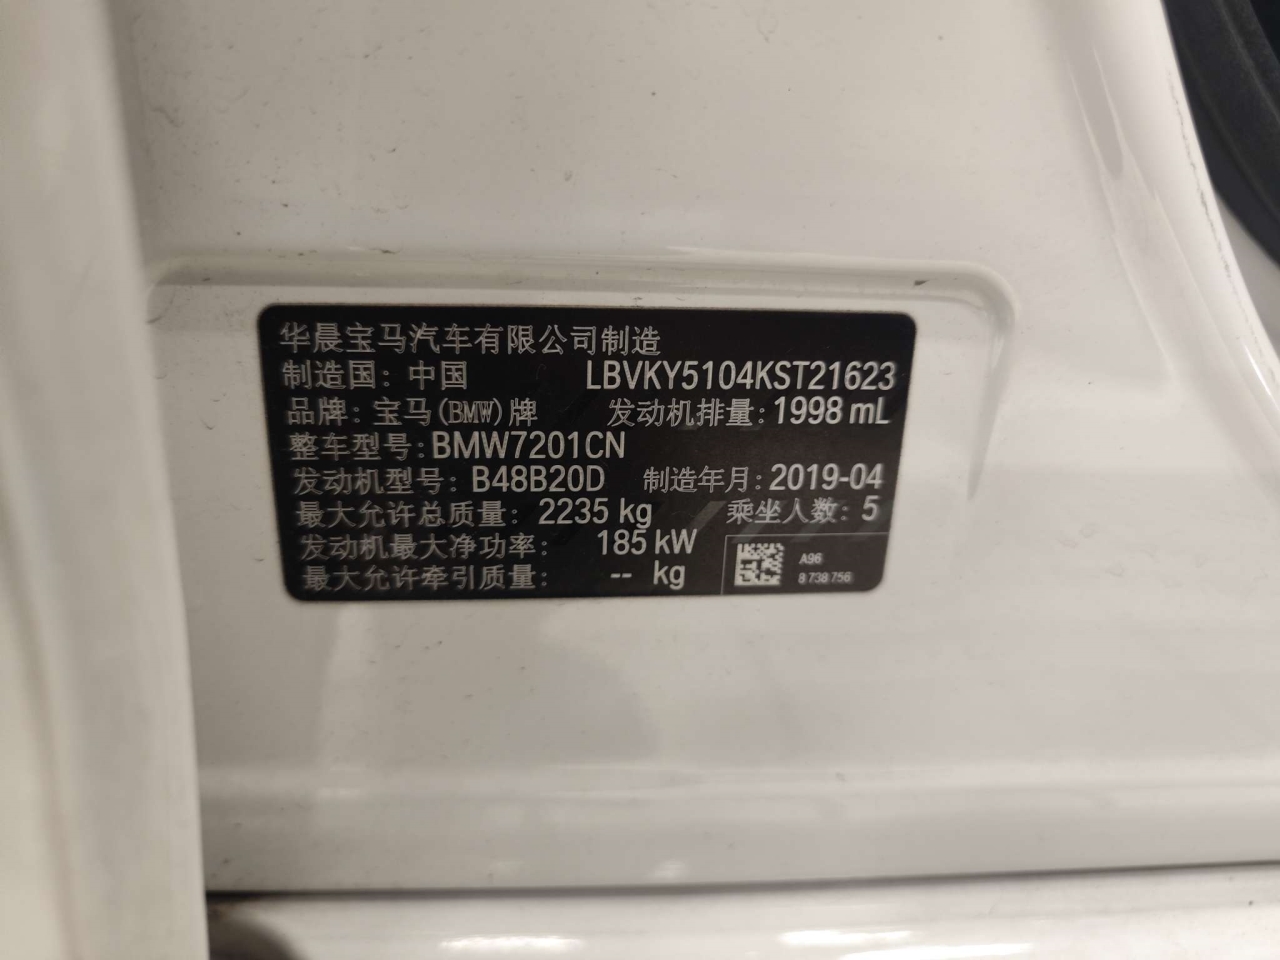 华晨宝马汽车有限公司制造
制造国: 中国 LBVKY5104KST21623
品牌: 宝马(BMW)牌 发动机排量: 1998 mL
整车型号: BMW7201CN
发动机型号: B48B20D 制造年月: 2019-04
最大允许总质量: 2235 kg 乘坐人数: 5
发动机最大净功率: 185 kW
最大允许牵引质量: -- kg
A96
8 738 756